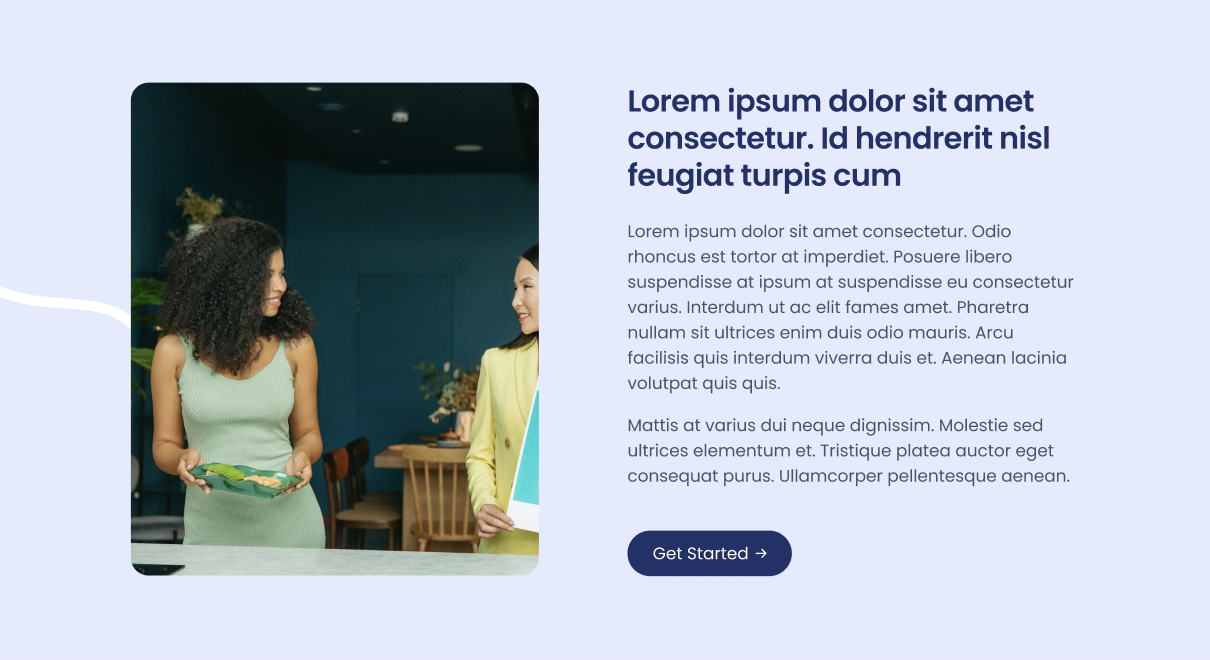 Lorem ipsum dolor sit amet
consectetur. Id hendrerit nisl
feugiat turpis cum
Lorem ipsum dolor sit amet consectetur. Odio
rhoncus est tortor at imperdiet. Posuere libero
suspendisse at ipsum at suspendisse eu consectetur
varius. Interdum ut ac elit fames amet. Pharetra
nullam sit ultrices enim duis odio mauris. Arcu
facilisis quis interdum viverra duis et. Aenean lacinia
volutpat quis quis.
Mattis at varius dui neque dignissim. Molestie sed
ultrices elementum et. Tristique platea auctor eget
consequat purus. Ullamcorper pellentesque aenean.
Get Started →